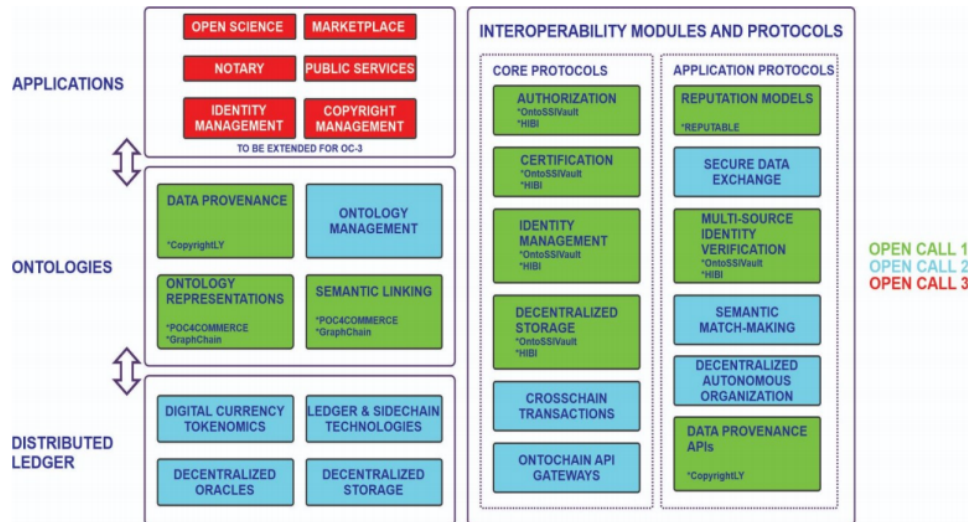 APPLICATIONS
OPEN SCIENCE
MARKETPLACE
NOTARY
PUBLIC SERVICES
IDENTITY
MANAGEMENT
COPYRIGHT
MANAGEMENT
TO BE EXTENDED FOR OC-3
ONTOLOGIES
DATA PROVENANCE
*CopyrightLY
ONTOLOGY
MANAGEMENT
ONTOLOGY
REPRESENTATIONS
*POC4COMMERCE
*GraphChain
SEMANTIC LINKING
*POC4COMMERCE
*GraphChain
DISTRIBUTED
LEDGER
DIGITAL CURRENCY
TOKENOMICS
LEDGER & SIDECHAIN
TECHNOLOGIES
DECENTRALIZED
ORACLES
DECENTRALIZED
STORAGE
INTEROPERABILITY MODULES AND PROTOCOLS
CORE PROTOCOLS
AUTHORIZATION
*OntoSSIVault
*HIBI
CERTIFICATION
*OntoSSIVault
*HIBI
IDENTITY
MANAGEMENT
*OntoSSIVault
*HIBI
DECENTRALIZED
STORAGE
*OntoSSIVault
*HIBI
CROSSCHAIN
TRANSACTIONS
ONTOCHAIN API
GATEWAYS
APPLICATION PROTOCOLS
REPUTATION MODELS
*REPUTABLE
SECURE DATA
EXCHANGE
MULTI-SOURCE
IDENTITY
VERIFICATION
*OntoSSIVault
*HIBI
SEMANTIC
MATCH-MAKING
DECENTRALIZED
AUTONOMOUS
ORGANIZATION
DATA PROVENANCE
APIs
*CopyrightLY
OPEN CALL 1
OPEN CALL 2
OPEN CALL 3